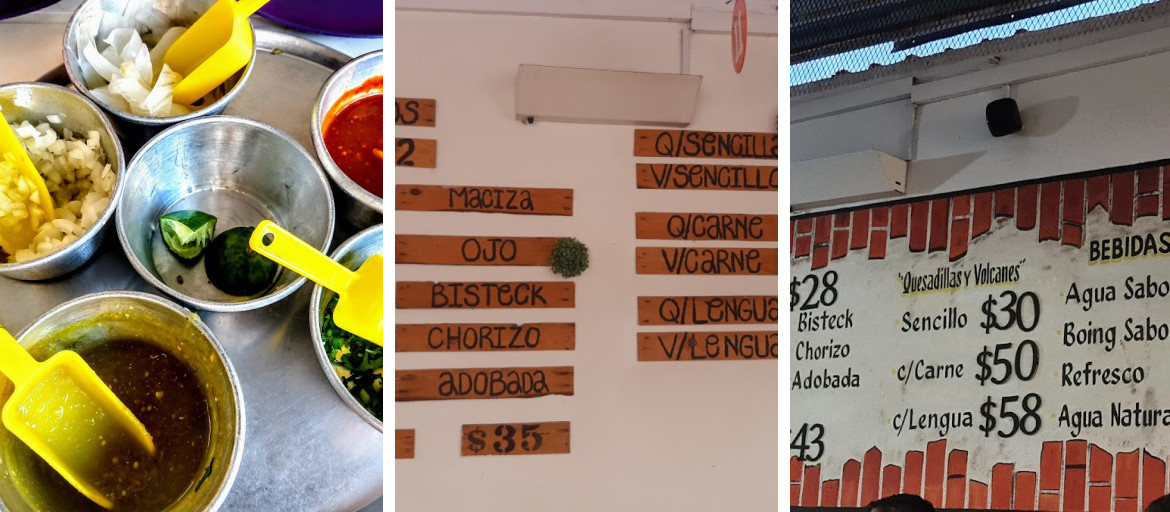 OS
2
MACIZA
OJO
BISTECK
CHORIZO
ADOBADA
$35
Q/SENCILLA
V/SENCILLO
Q/CARNE
V/CARNE
Q/LENGUA
V/LENGUA
$28
Bisteck
Chorizo
Adobada
43
"Quesadillas y Volcanes"
Sencillo $30
c/Carne $50
c/Lengua $58
BEBIDAS
Agua Sabo
Boing Sabo
Refresco
Agua Natura